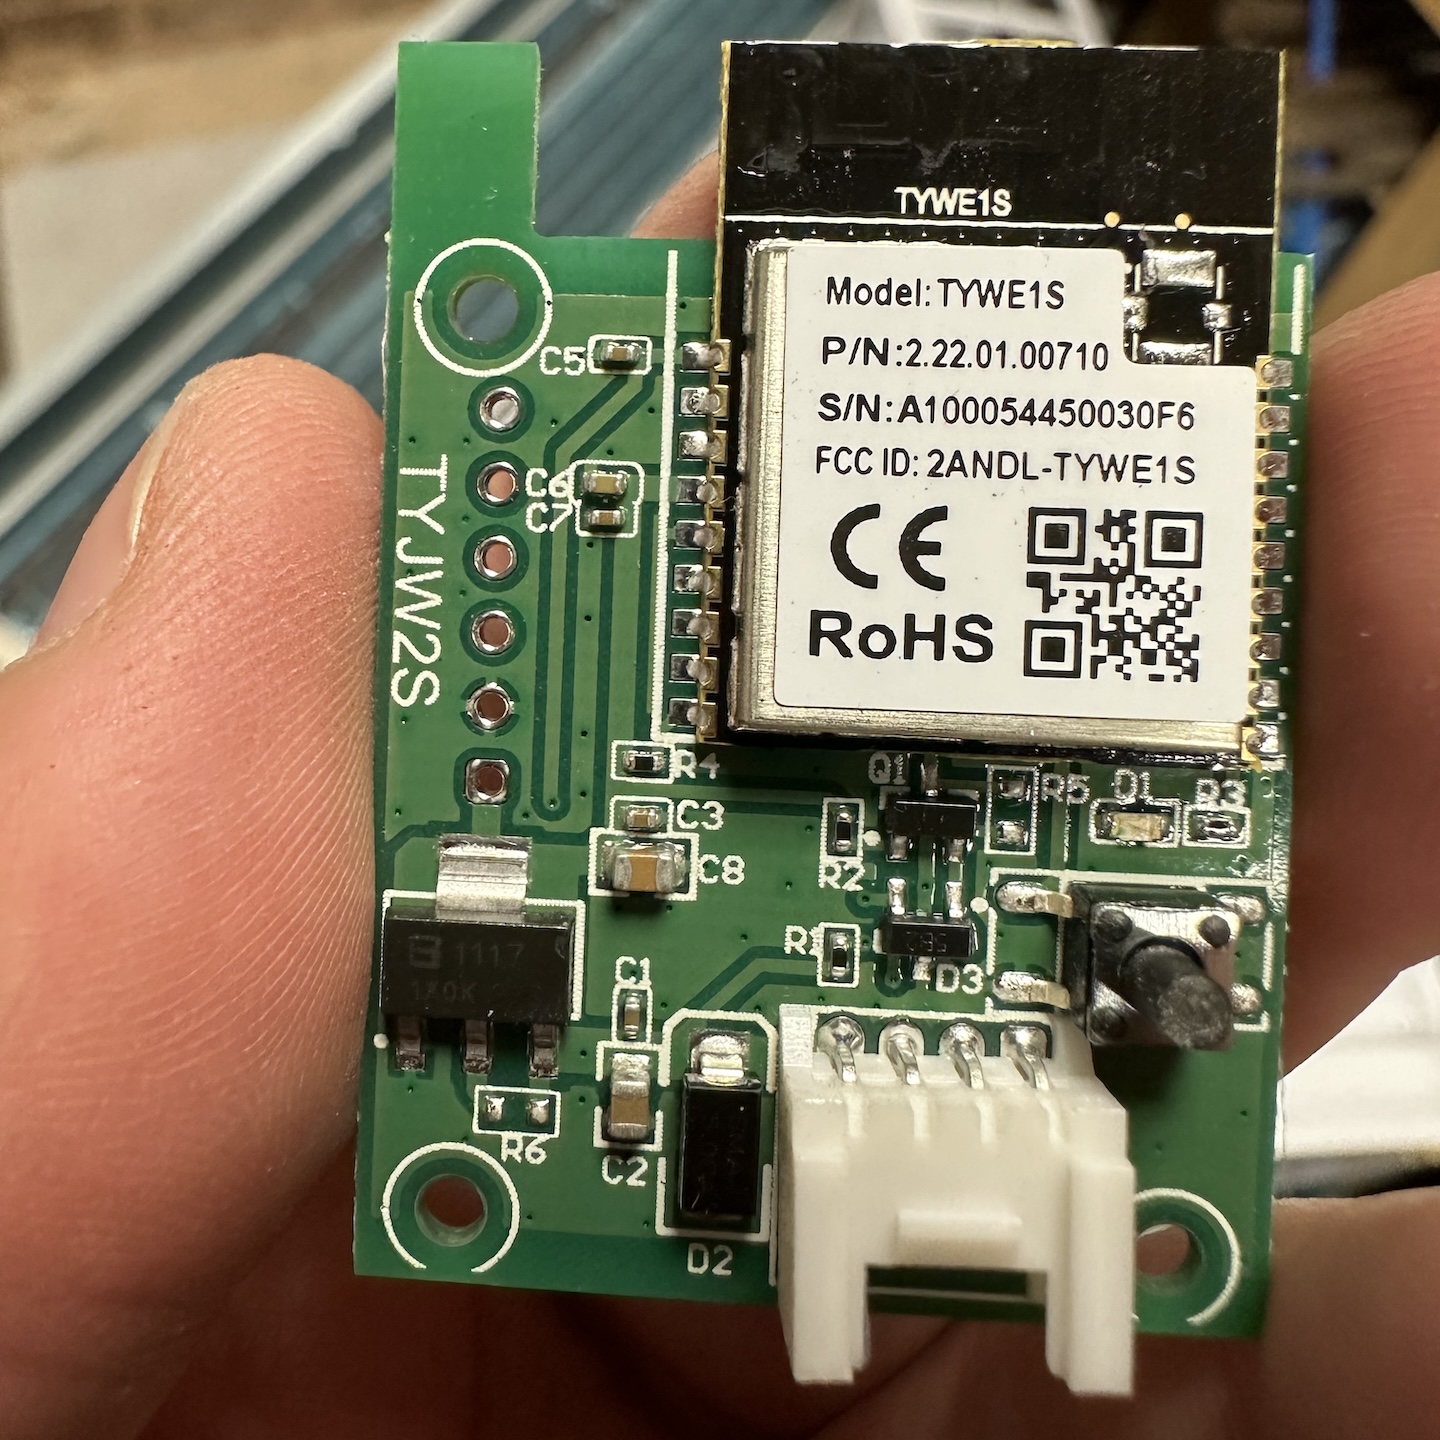 TYWE1S
Model: TYWE1S
P/N:2.22.01.00710
S/N:A100054450030F6
FCC ID: 2ANDL-TYWE1S
CE
RoHS
C5
C6
C7
TYJW2S
R4
Q1
R5
D1
R3
C3
R2
C8
1117
C1
D3
R6
C2
D2